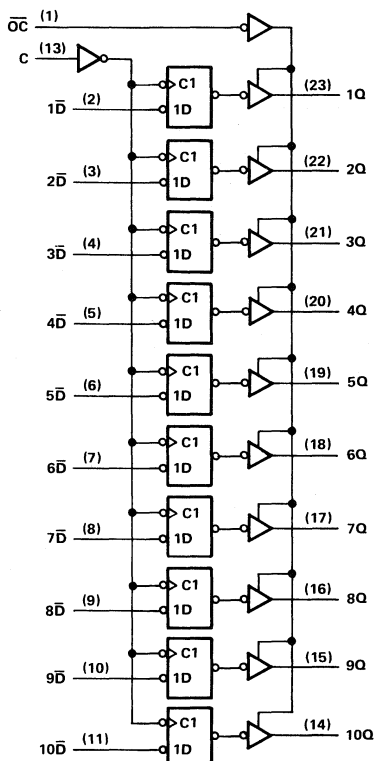 O̅C̅ (1)
C (13)
C1
1D̅ (2) 1D (23) 1Q
C1
2D̅ (3) 1D (22) 2Q
C1
3D̅ (4) 1D (21) 3Q
C1
4D̅ (5) 1D (20) 4Q
C1
5D̅ (6) 1D (19) 5Q
C1
6D̅ (7) 1D (18) 6Q
C1
7D̅ (8) 1D (17) 7Q
C1
8D̅ (9) 1D (16) 8Q
C1
9D̅ (10) 1D (15) 9Q
C1
10D̅ (11) 1D (14) 10Q